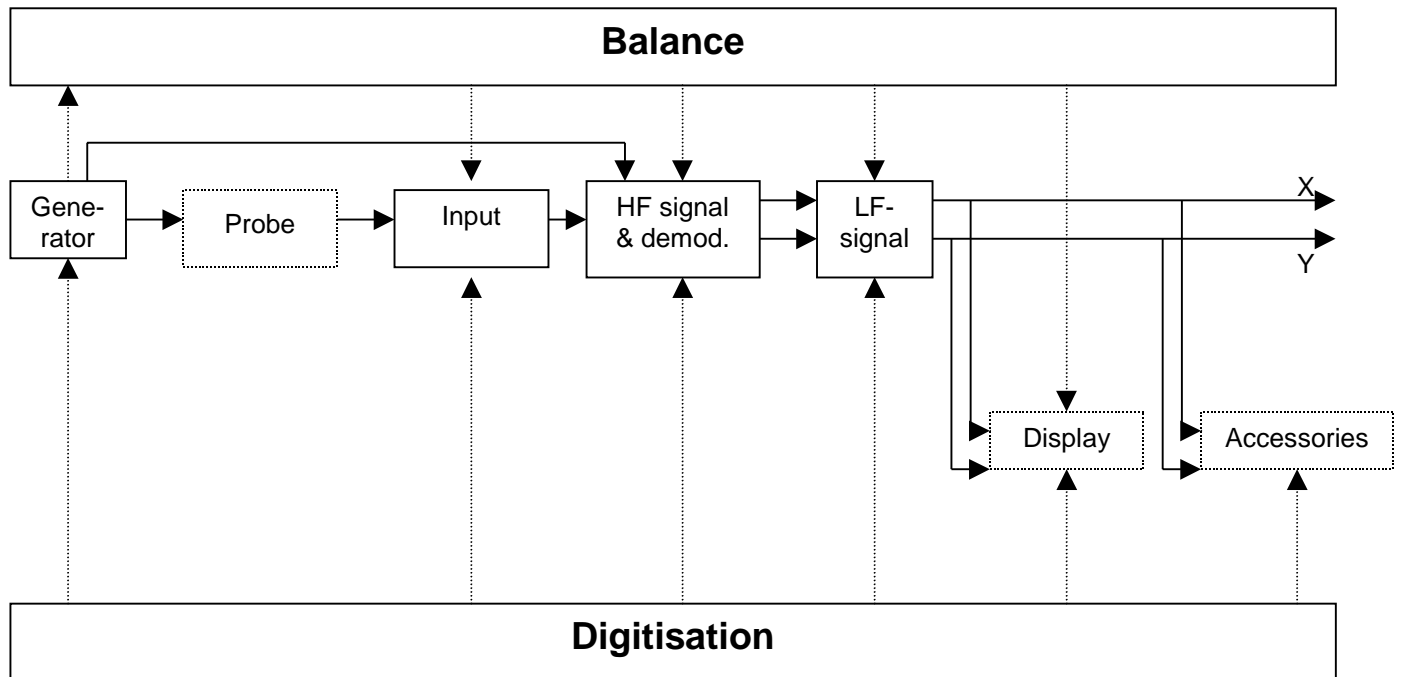 Balance
Gene-
rator
Probe
Input
HF signal
& demod.
LF-
signal
X
Y
Display
Accessories
Digitisation